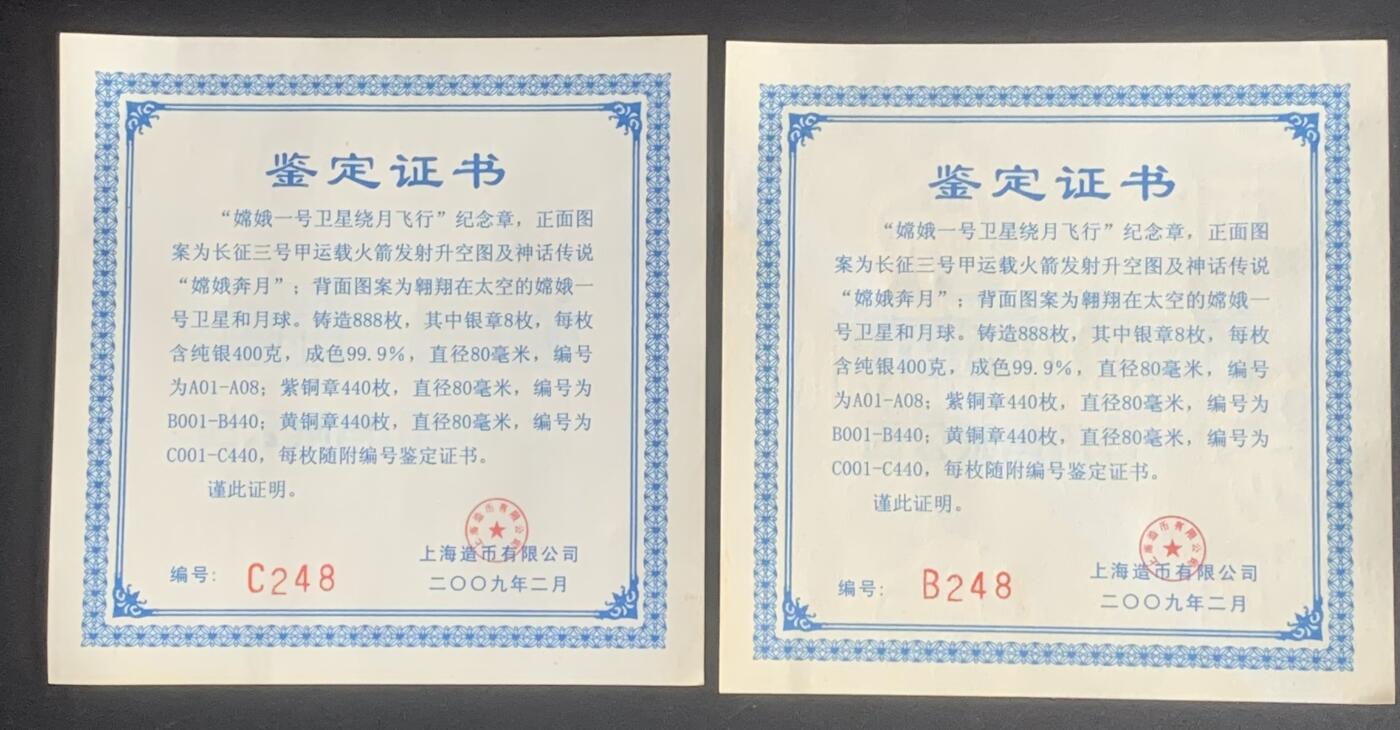 鉴定证书
“嫦娥一号卫星绕月飞行”纪念章，正面图
案为长征三号甲运载火箭发射升空图及神话传说
“嫦娥奔月”；背面图案为翱翔在太空的嫦娥一
号卫星和月球。铸造888枚，其中银章8枚，每枚
含纯银400克，成色99.9%，直径80毫米，编号
为A01-A08；紫铜章440枚，直径80毫米，编号为
B001-B440；黄铜章440枚，直径80毫米，编号为
C001-C440，每枚随附编号鉴定证书。
谨此证明。
上海造币有限公司
上海造币有限公司
编号：C248
二〇〇九年二月
鉴定证书
“嫦娥一号卫星绕月飞行”纪念章，正面图
案为长征三号甲运载火箭发射升空图及神话传说
“嫦娥奔月”；背面图案为翱翔在太空的嫦娥一
号卫星和月球。铸造888枚，其中银章8枚，每枚
含纯银400克，成色99.9%，直径80毫米，编号
为A01-A08；紫铜章440枚，直径80毫米，编号为
B001-B440；黄铜章440枚，直径80毫米，编号为
C001-C440，每枚随附编号鉴定证书。
谨此证明。
上海造币有限公司
上海造币有限公司
编号：B248
二〇〇九年二月